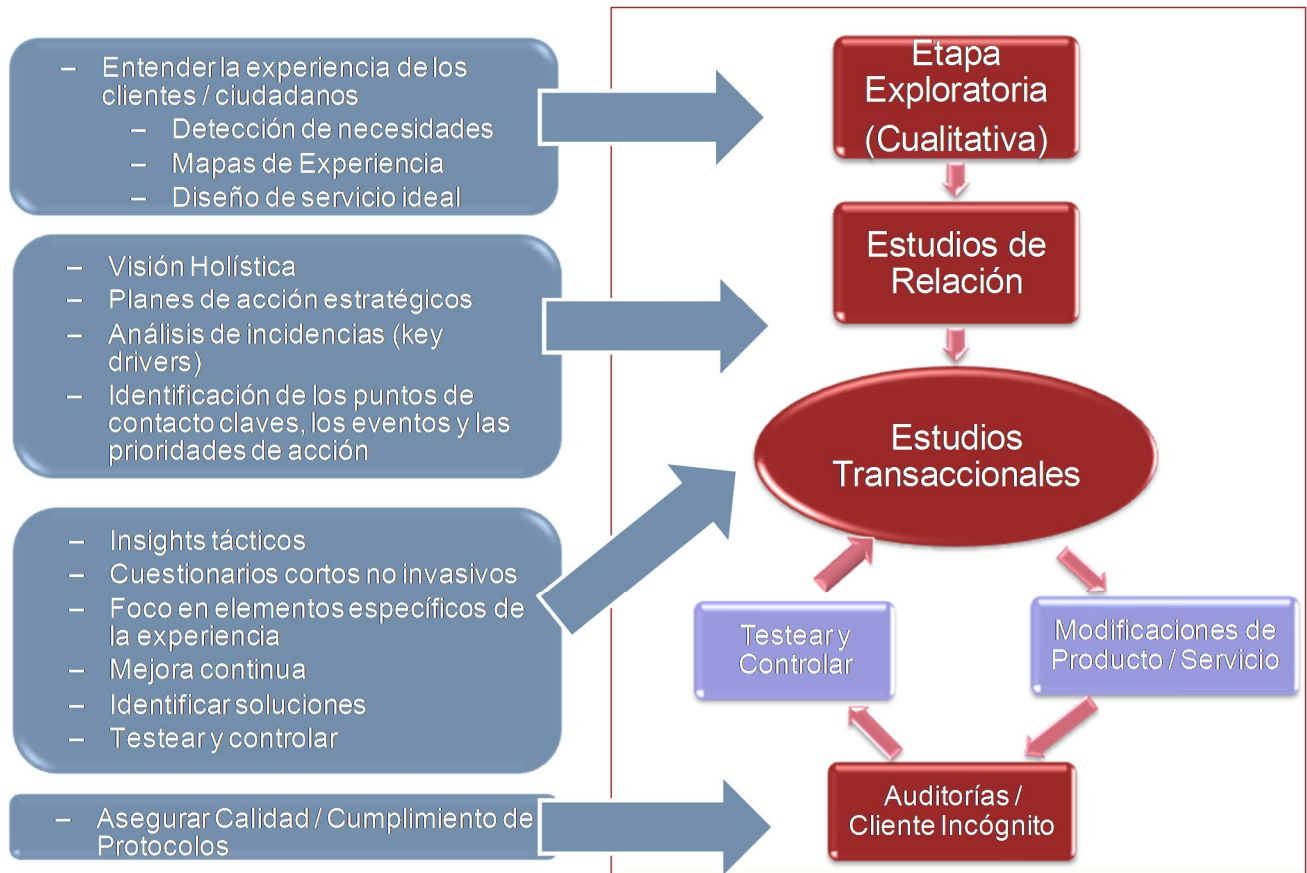 – Entender la experiencia de los
clientes / ciudadanos
– Detección de necesidades
– Mapas de Experiencia
– Diseño de servicio ideal
– Visión Holística
– Planes de acción estratégicos
– Análisis de incidencias (key
drivers)
– Identificación de los puntos de
contacto claves, los eventos y las
prioridades de acción
– Insights tácticos
– Cuestionarios cortos no invasivos
– Foco en elementos específicos de
la experiencia
– Mejora continua
– Identificar soluciones
– Testear y controlar
– Asegurar Calidad / Cumplimiento de
Protocolos
Etapa
Exploratoria
(Cualitativa)
Estudios de
Relación
Estudios
Transaccionales
Testear y
Controlar
Modificaciones de
Producto / Servicio
Auditorías /
Cliente Incógnito